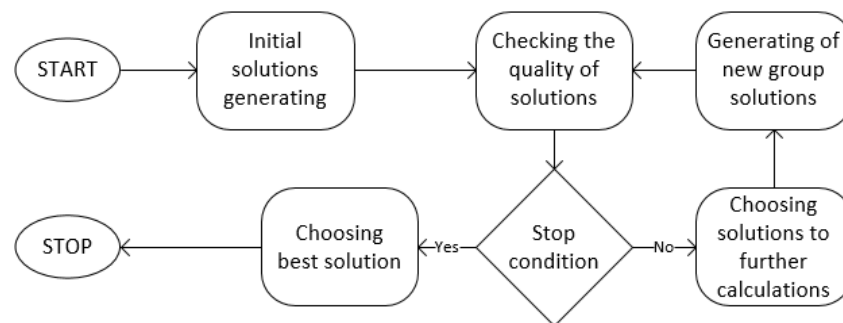 START
Initial
solutions
generating
Checking the
quality of
solutions
Generating of
new group
solutions
STOP
Choosing
best solution
Yes
Stop
condition
No
Choosing
solutions to
further
calculations